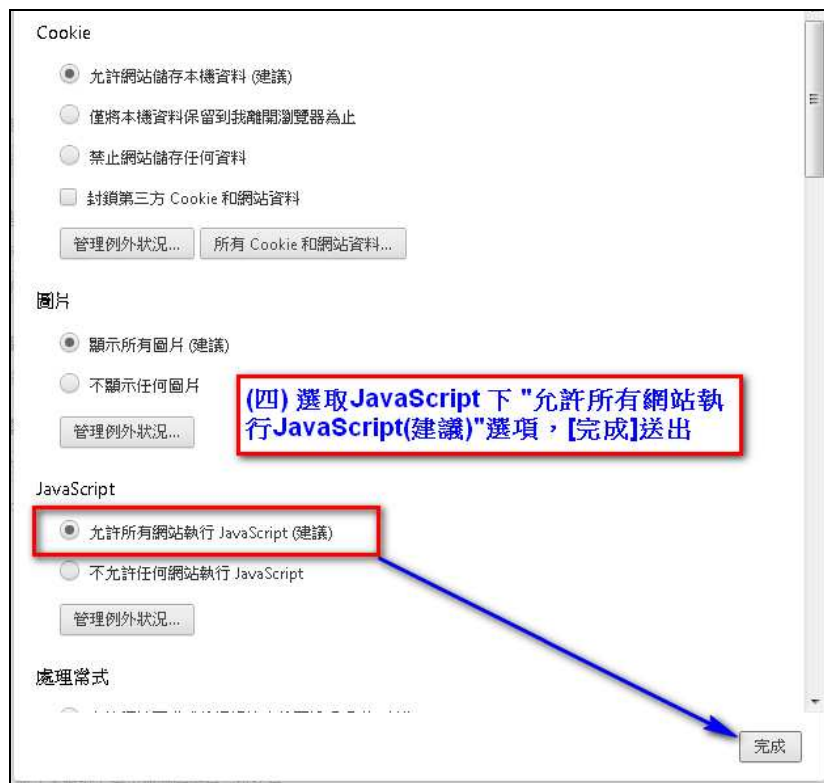 Cookie
允許網站儲存本機資料 (建議)
僅將本機資料保留到我離開瀏覽器為止
禁止網站儲存任何資料
封鎖第三方 Cookie 和網站資料
管理例外狀況... 所有 Cookie 和網站資料...
圖片
顯示所有圖片 (建議)
不顯示任何圖片
管理例外狀況...
(四) 選取JavaScript 下 "允許所有網站執
行JavaScript(建議)"選項，[完成]送出
JavaScript
允許所有網站執行 JavaScript (建議)
不允許任何網站執行 JavaScript
管理例外狀況...
處理常式
完成